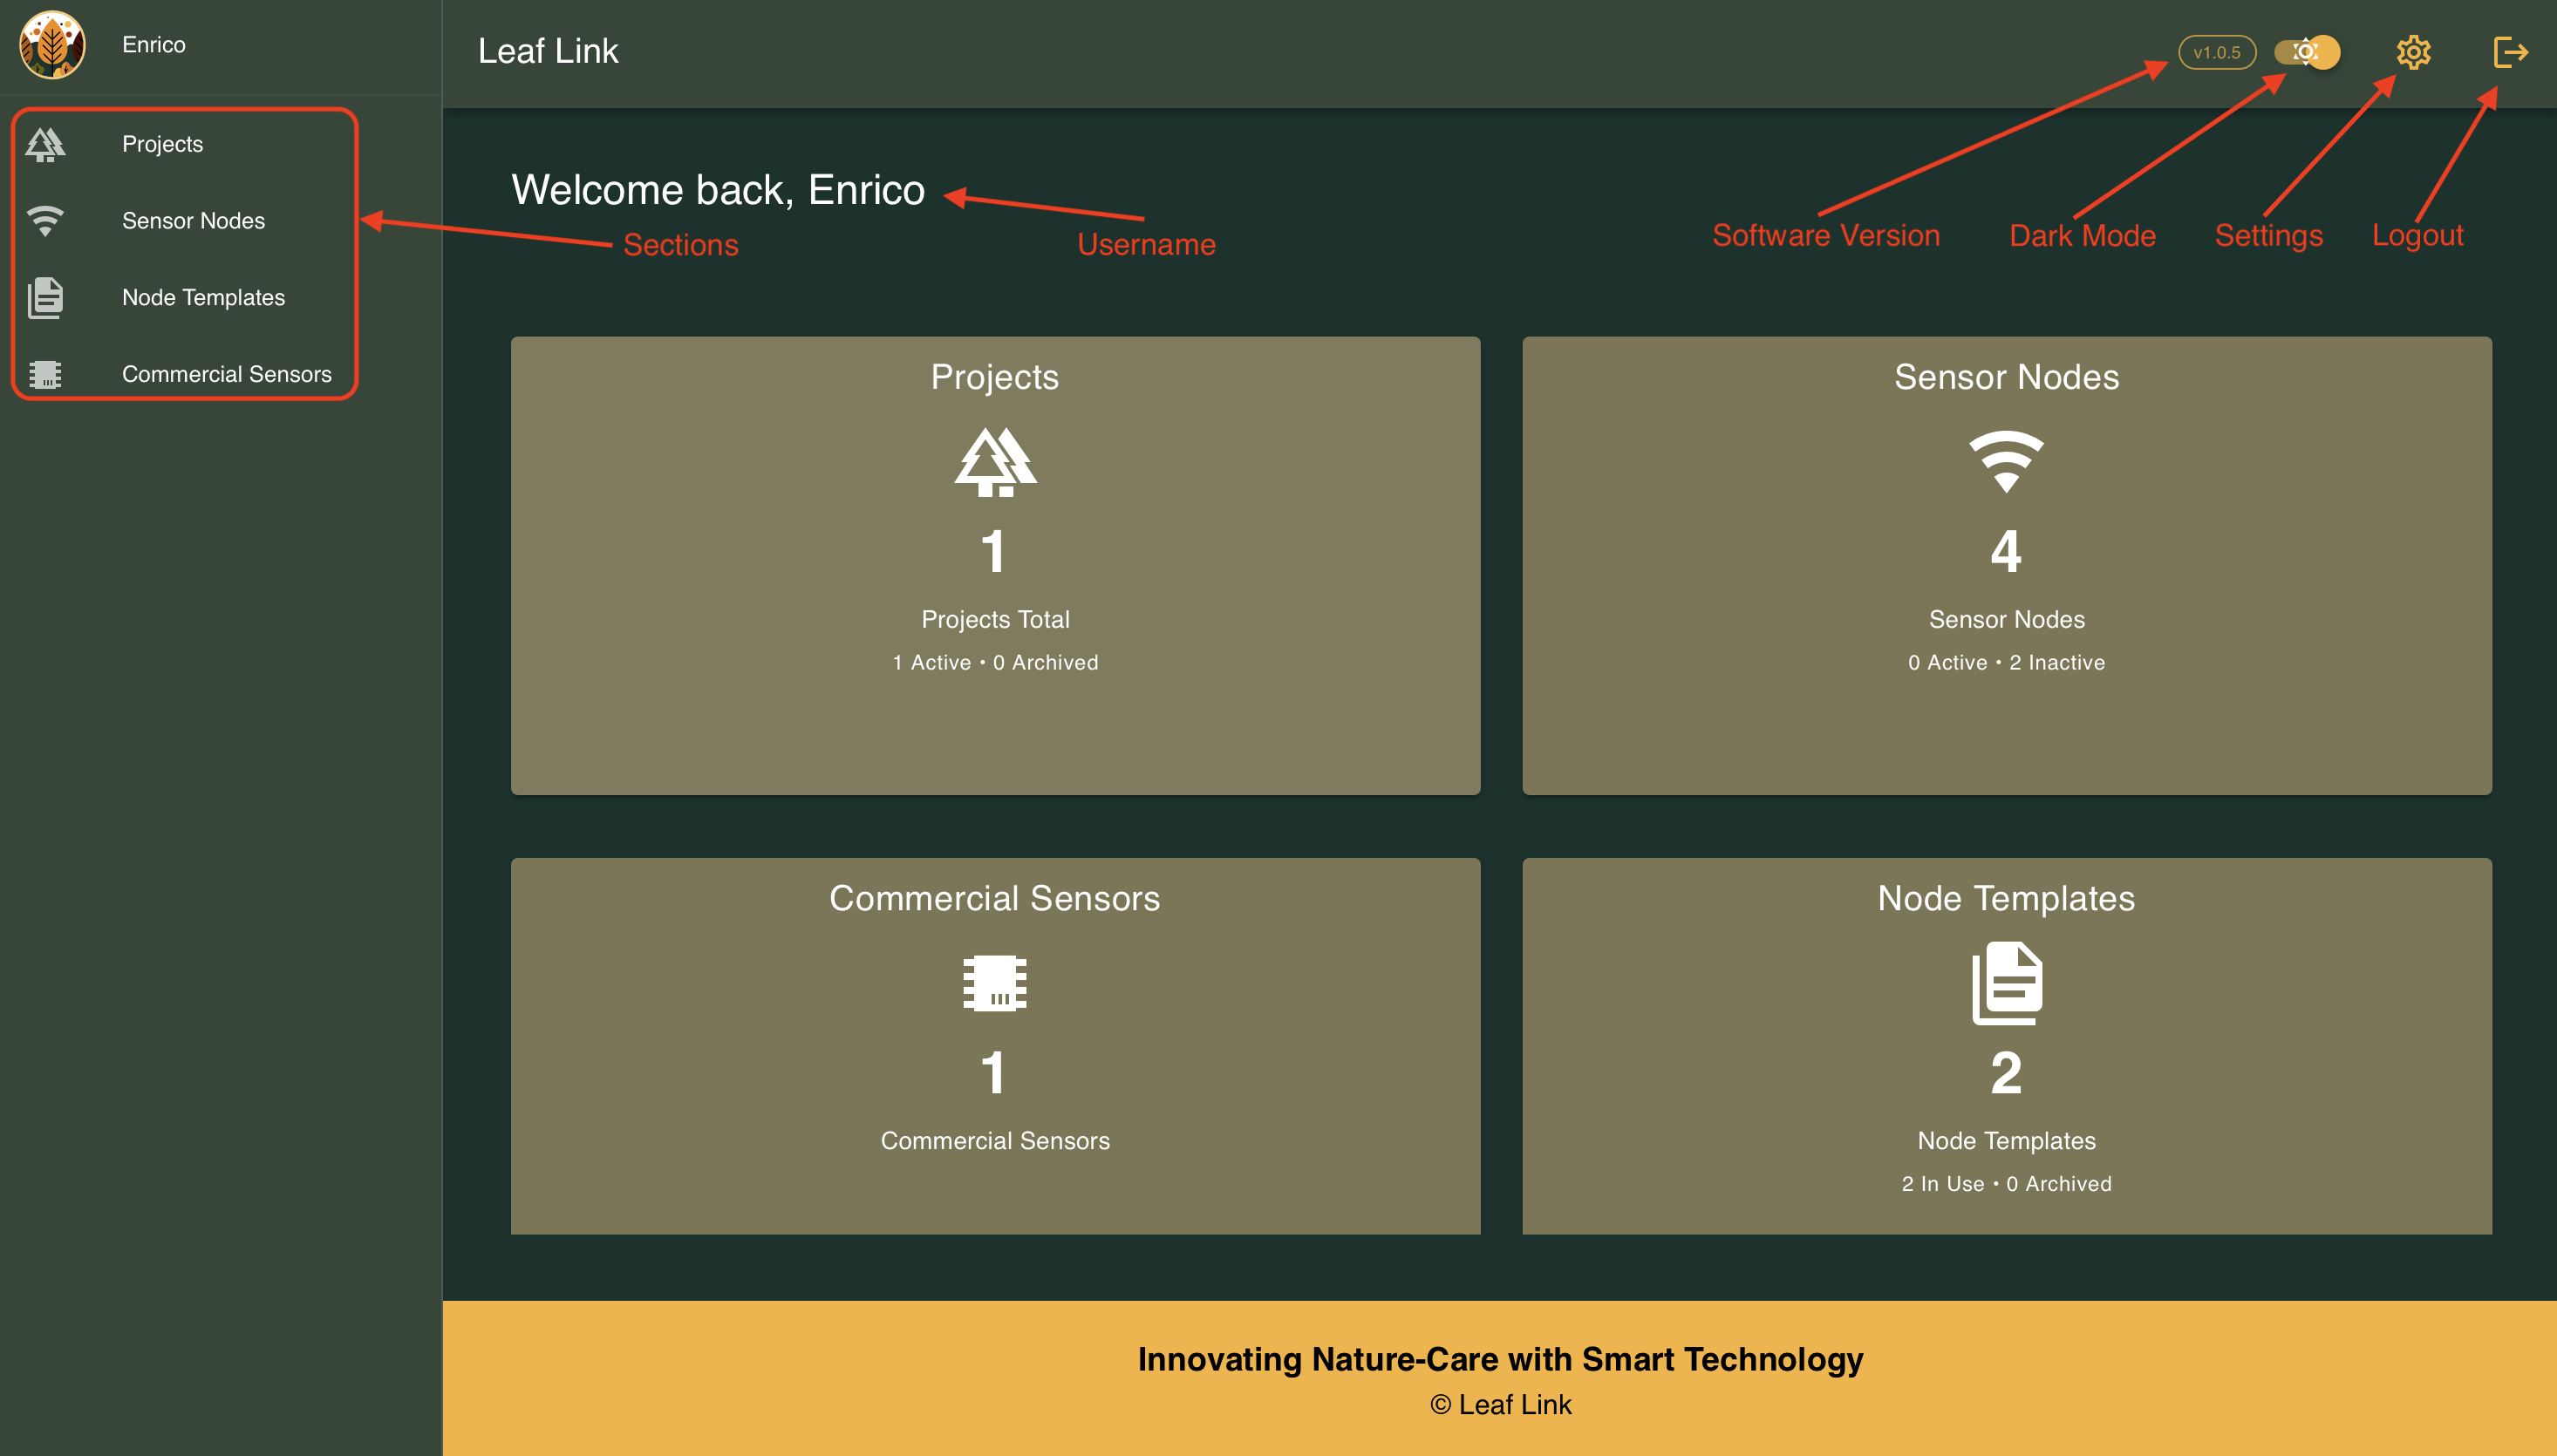 Enrico
Projects
Sensor Nodes
Node Templates
Commercial Sensors
Leaf Link
v1.0.5
Welcome back, Enrico
Sections
Username
Software Version
Dark Mode
Settings
Logout
Projects
1
Projects Total
1 Active • 0 Archived
Sensor Nodes
4
Sensor Nodes
0 Active • 2 Inactive
Commercial Sensors
1
Commercial Sensors
Node Templates
2
Node Templates
2 In Use • 0 Archived
Innovating Nature-Care with Smart Technology
© Leaf Link